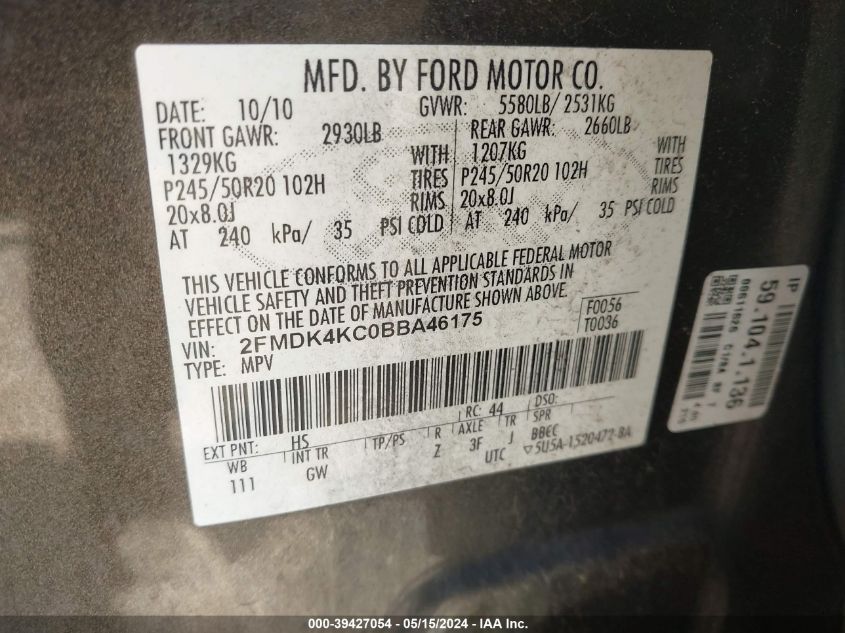 MFD. BY FORD MOTOR CO.
DATE: 10/10 GVWR: 5580LB/ 2531KG
FRONT GAWR: 2930LB REAR GAWR: 2660LB
1329KG WITH 1207KG WITH
P245/50R20 102H TIRES P245/50R20 102H TIRES
20x8.0J RIMS 20x8.0J RIMS
AT 240 kPa/ 35 PSI COLD AT 240 kPa/ 35 PSI COLD
THIS VEHICLE CONFORMS TO ALL APPLICABLE FEDERAL MOTOR
VEHICLE SAFETY AND THEFT PREVENTION STANDARDS IN
EFFECT ON THE DATE OF MANUFACTURE SHOWN ABOVE.
F0056
VIN: 2FMDK4KC0BBA46175 T0036
TYPE: MPV
EXT PNT: HS RC: 44 DSO:
WB INT TR TP/PS R AXLE TR SPR
111 GW Z 3F J BBEC
UTC ▽5U5A-1520472-BA
IP
59.104.1.136
000-39427054 - 05/15/2024 - IAA Inc.